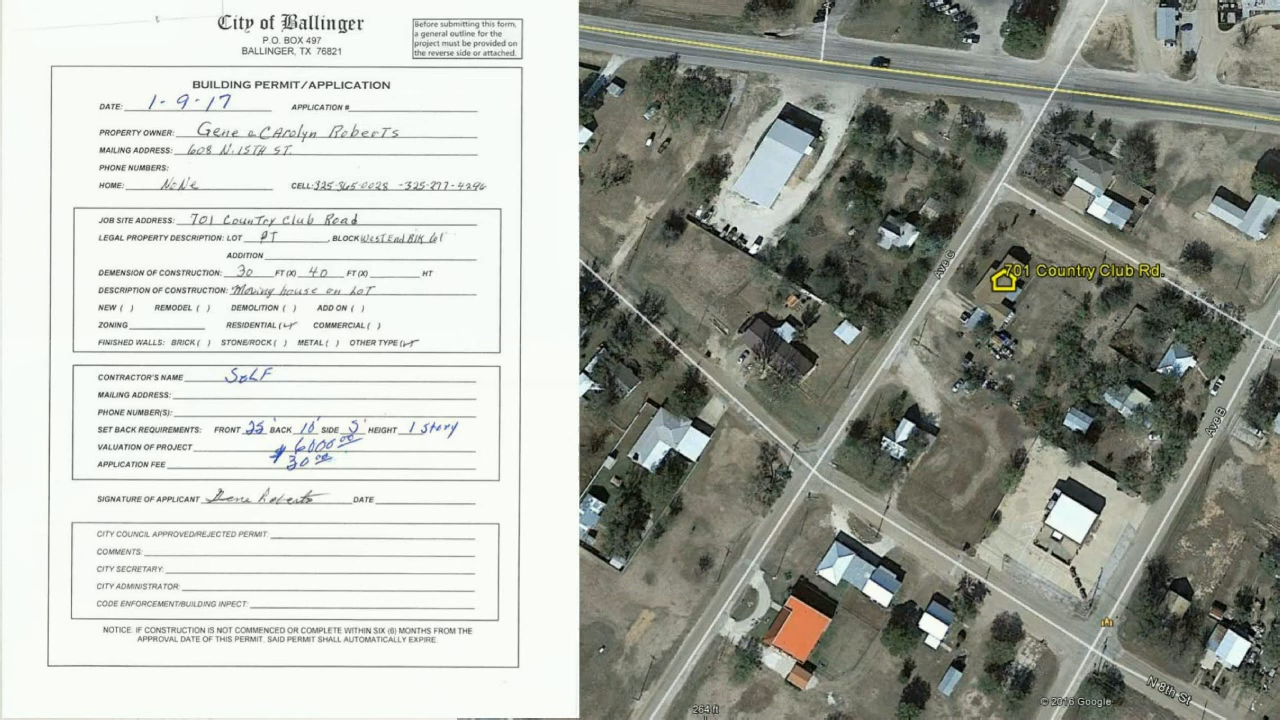 City of Ballinger
P.O. BOX 497
BALLINGER, TX 76821
Before submitting this form,
a general outline for the
project must be provided on
the reverse side or attached.
BUILDING PERMIT/APPLICATION
DATE: 1-9-17 APPLICATION #
PROPERTY OWNER: Gene & CArolyn Roberts
MAILING ADDRESS: 608 N. 15TH ST.
PHONE NUMBERS:
HOME: NoNe CELL: 325-365-0028 -325-277-4296
JOB SITE ADDRESS: 701 Country Club Road
LEGAL PROPERTY DESCRIPTION: LOT PT , BLOCK West End Blk 61
ADDITION
DEMENSION OF CONSTRUCTION: 30 FT (X) 40 FT (X) HT
DESCRIPTION OF CONSTRUCTION: Moving house on LOT
NEW ( ) REMODEL ( ) DEMOLITION ( ) ADD ON ( )
ZONING RESIDENTIAL (✓) COMMERCIAL ( )
FINISHED WALLS: BRICK ( ) STONE/ROCK ( ) METAL ( ) OTHER TYPE (✓)
CONTRACTOR'S NAME SELF
MAILING ADDRESS:
PHONE NUMBER(S):
SET BACK REQUIREMENTS: FRONT 25' BACK 10' SIDE 5' HEIGHT 1 Story
VALUATION OF PROJECT $ 6000.00
APPLICATION FEE 30.00
SIGNATURE OF APPLICANT Gene Roberts DATE
CITY COUNCIL APPROVED/REJECTED PERMIT:
COMMENTS:
CITY SECRETARY:
CITY ADMINISTRATOR:
CODE ENFORCEMENT/BUILDING INPECT:
NOTICE: IF CONSTRUCTION IS NOT COMMENCED OR COMPLETE WITHIN SIX (6) MONTHS FROM THE
APPROVAL DATE OF THIS PERMIT. SAID PERMIT SHALL AUTOMATICALLY EXPIRE.
Ave C
701 Country Club Rd.
Ave B
N 8th St
© 2016 Google
264 ft